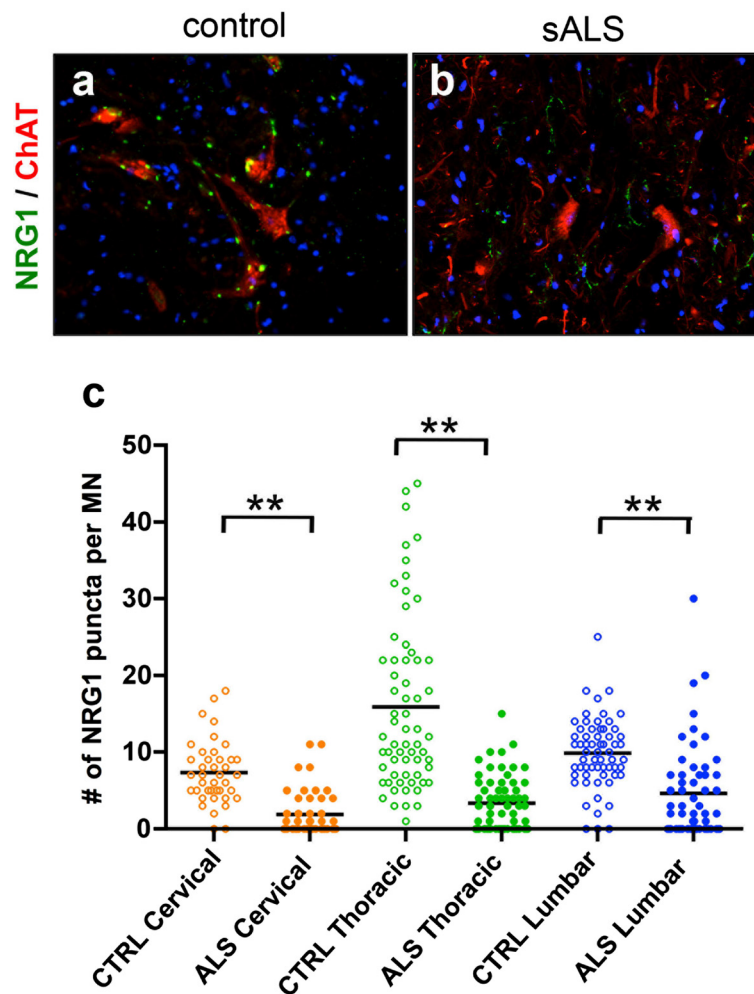 control
sALS
a
b
NRG1 / ChAT
c
**
**
**
# of NRG1 puncta per MN
50
40
30
20
10
0
CTRL Cervical
ALS Cervical
CTRL Thoracic
ALS Thoracic
CTRL Lumbar
ALS Lumbar